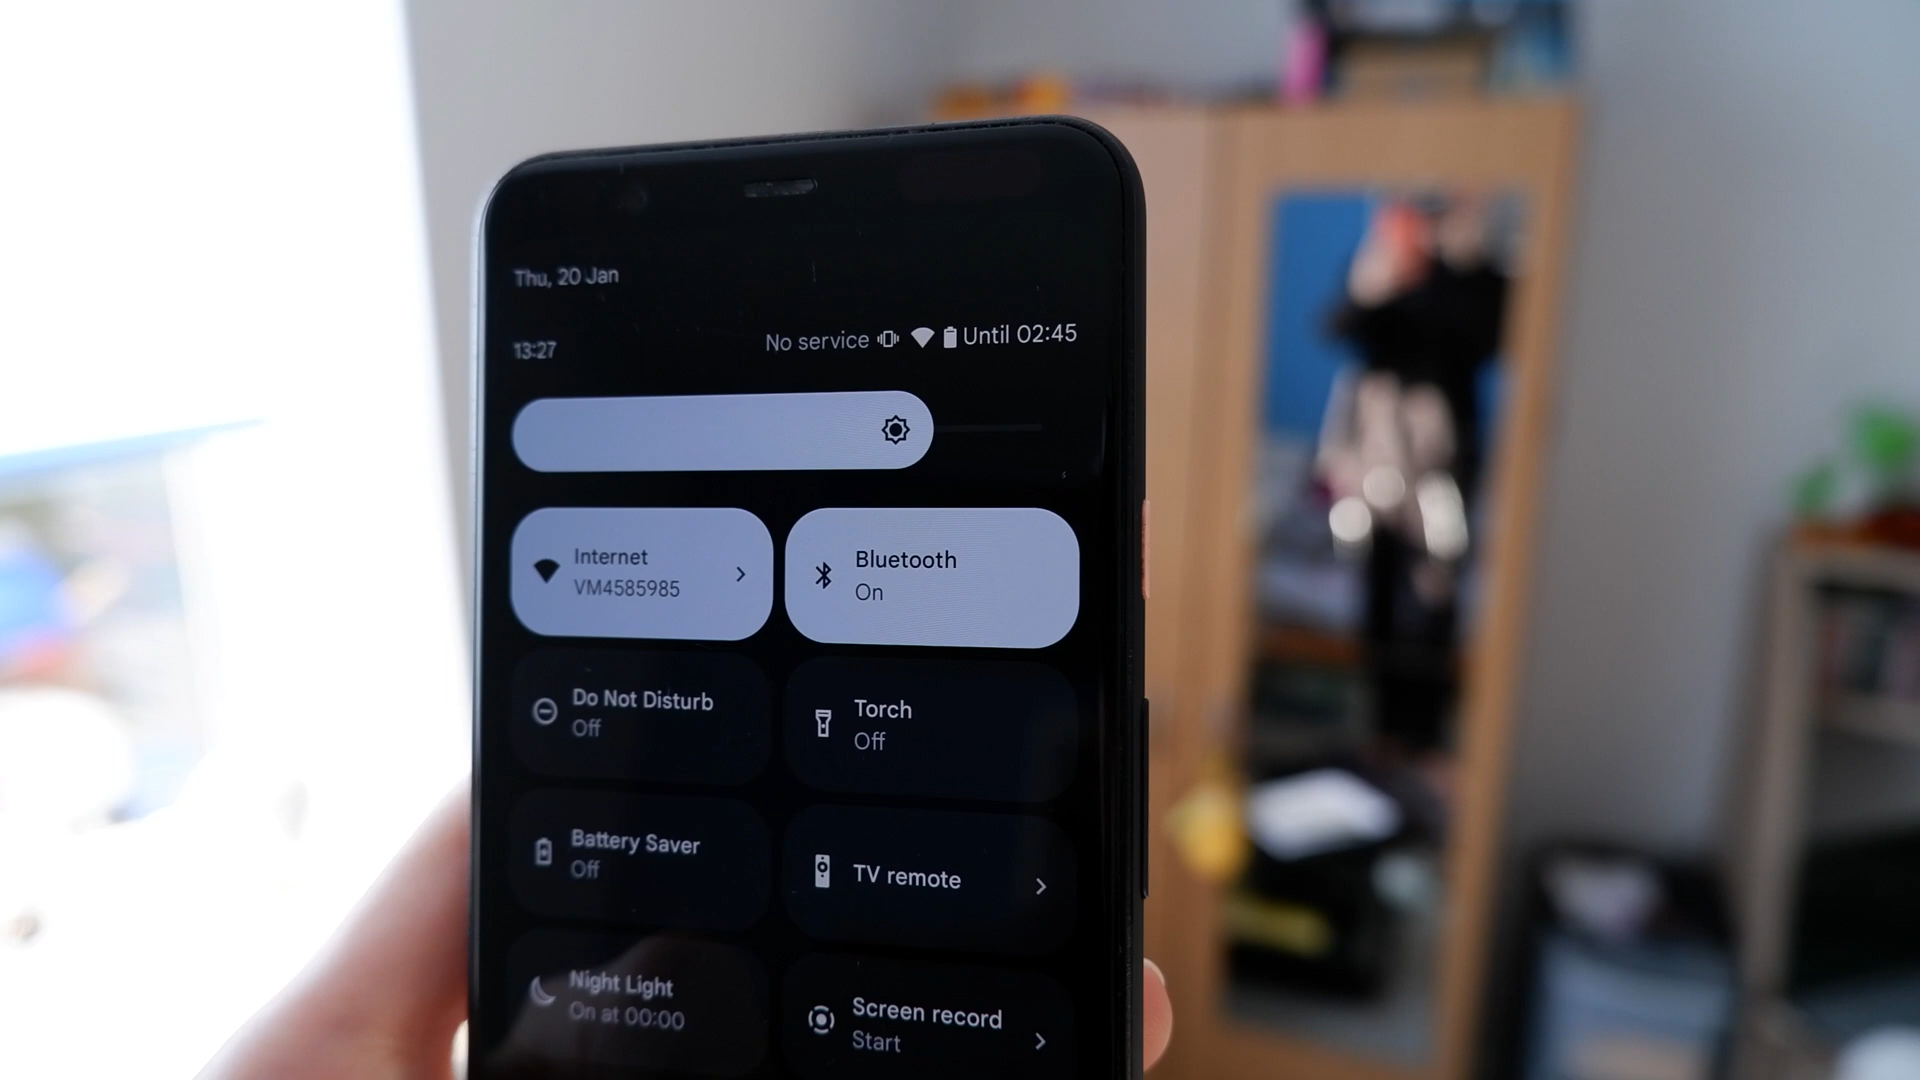 Thu, 20 Jan
13:27
No service Until 02:45
Internet
VM4585985
Bluetooth
On
Do Not Disturb
Off
Torch
Off
Battery Saver
Off
TV remote
Night Light
On at 00:00
Screen record
Start